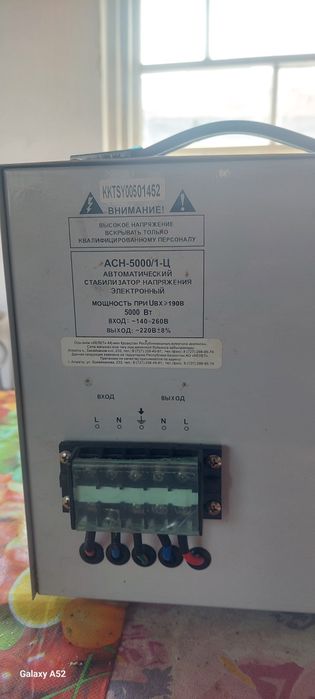 KKTSY00501452
ВНИМАНИЕ!
ВЫСОКОЕ НАПРЯЖЕНИЕ
ВСКРЫВАТЬ ТОЛЬКО
КВАЛИФИЦИРОВАННОМУ ПЕРСОНАЛУ
АСН-5000/1-Ц
АВТОМАТИЧЕСКИЙ
СТАБИЛИЗАТОР НАПРЯЖЕНИЯ
ЭЛЕКТРОННЫЙ
МОЩНОСТЬ ПРИ UВХ ≥190В
5000 Вт
ВХОД: ~140÷260В
ВЫХОД: ~220В±8%
ВХОД ВЫХОД
L N N L
Galaxy A52